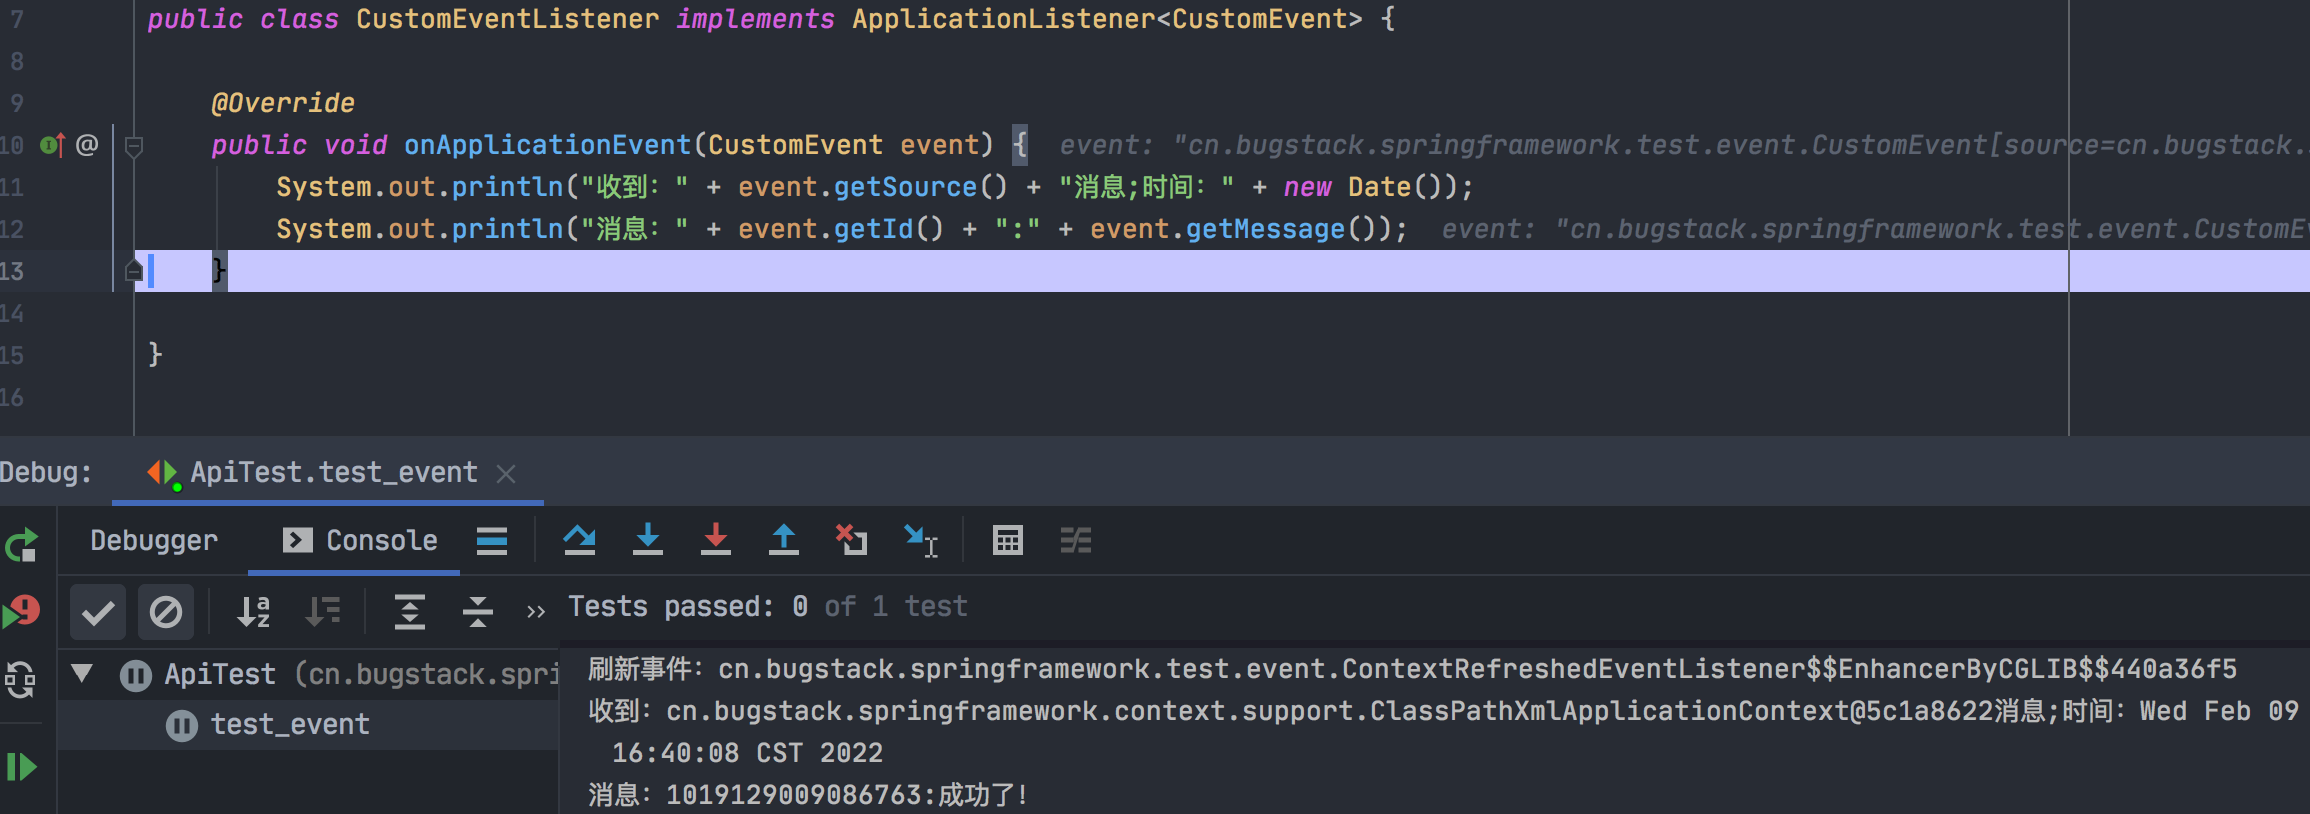 7 public class CustomEventListener implements ApplicationListener<CustomEvent> {
8
9 @Override
10 @ public void onApplicationEvent(CustomEvent event) { event: "cn.bugstack.springframework.test.event.CustomEvent[source=cn.bugstack.
11 System.out.println("收到：" + event.getSource() + "消息;时间：" + new Date());
12 System.out.println("消息：" + event.getId() + ":" + event.getMessage()); event: "cn.bugstack.springframework.test.event.CustomEv
13 }
14
15 }
16
Debug: ApiTest.test_event
Debugger Console
Tests passed: 0 of 1 test
ApiTest (cn.bugstack.spri
test_event
刷新事件：cn.bugstack.springframework.test.event.ContextRefreshedEventListener$$EnhancerByCGLIB$$440a36f5
收到：cn.bugstack.springframework.context.support.ClassPathXmlApplicationContext@5c1a8622消息;时间：Wed Feb 09
16:40:08 CST 2022
消息：1019129009086763:成功了！